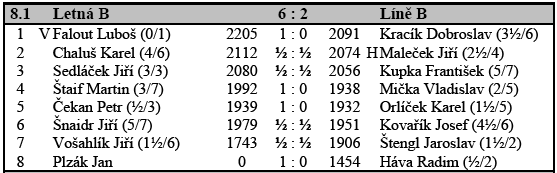 8.1 Letná B 6 : 2 Líně B
1 V Falout Luboš (0/1) 2205 1 : 0 2091 Kracík Dobroslav (3½/6)
2 Chaluš Karel (4/6) 2112 ½ : ½ 2074 H Maleček Jiří (2½/4)
3 Sedláček Jiří (3/3) 2080 ½ : ½ 2056 Kupka František (5/7)
4 Štaif Martin (3/7) 1992 1 : 0 1938 Mička Vladislav (2/5)
5 Čekan Petr (½/3) 1939 1 : 0 1932 Orlíček Karel (1½/5)
6 Šnaidr Jiří (5/7) 1979 ½ : ½ 1951 Kovařík Josef (4½/6)
7 Vošahlík Jiří (1½/6) 1743 ½ : ½ 1906 Štengl Jaroslav (1½/2)
8 Plzák Jan 0 1 : 0 1454 Háva Radim (½/2)